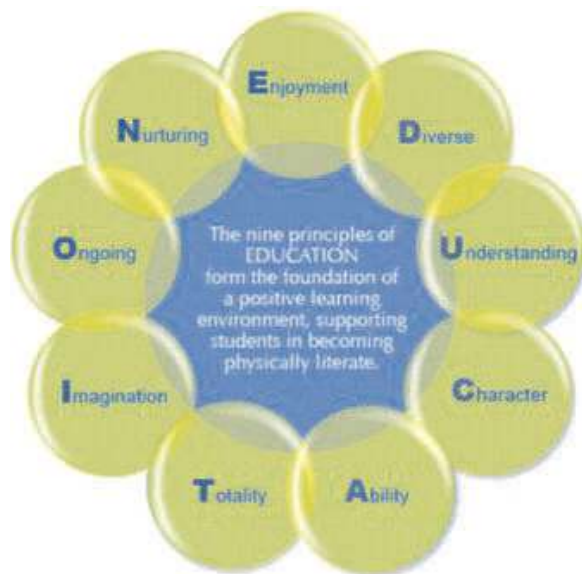 Enjoyment
Diverse
Understanding
Character
Ability
Totality
Imagination
Ongoing
Nurturing
The nine principles of
EDUCATION
form the foundation of
a positive learning
environment, supporting
students in becoming
physically literate.